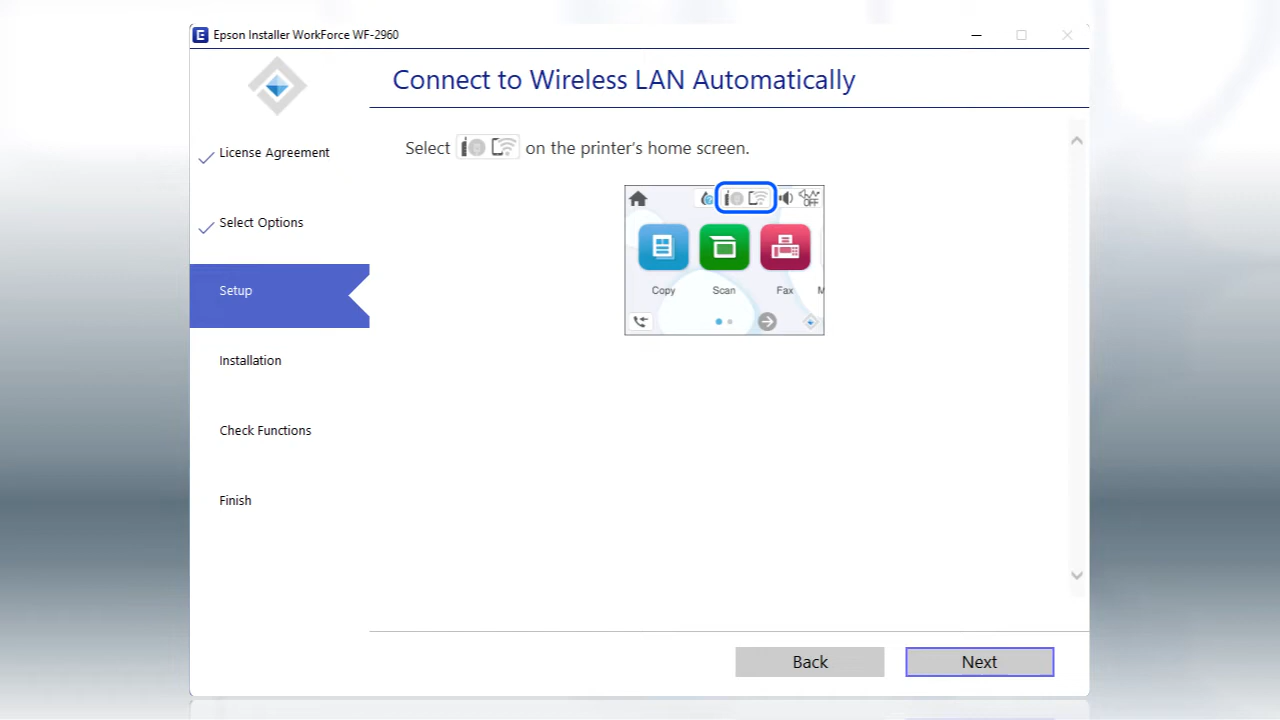 Epson Installer WorkForce WF-2960
Connect to Wireless LAN Automatically
License Agreement
Select Options
Setup
Installation
Check Functions
Finish
Select on the printer's home screen.
OFF
Copy Scan Fax M
Back Next